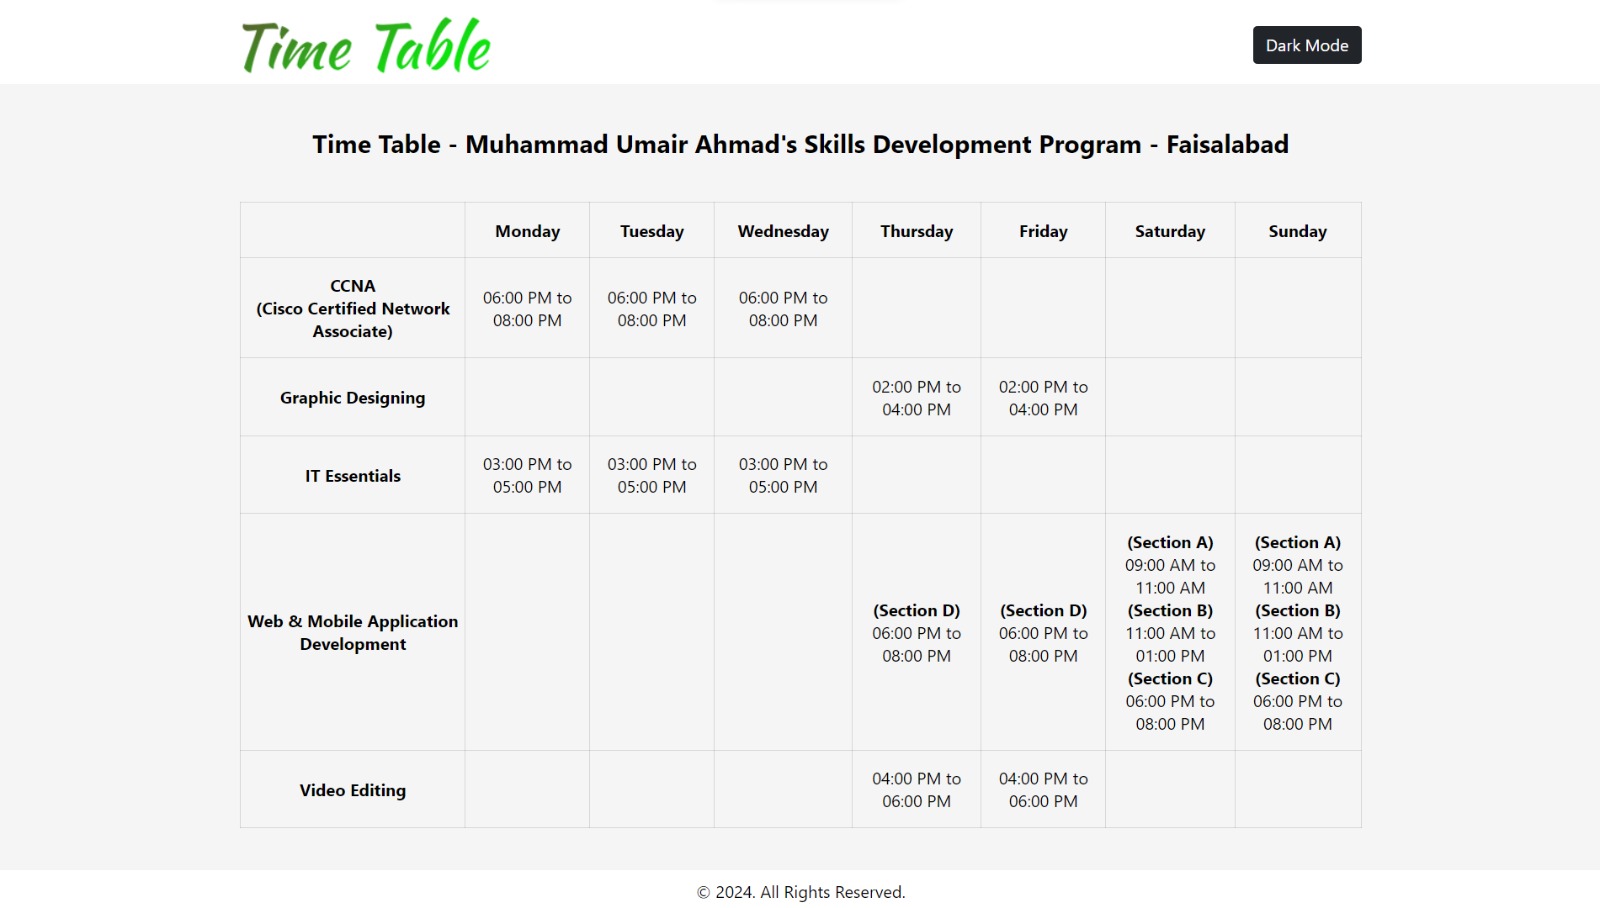 Time Table
Dark Mode
Time Table - Muhammad Umair Ahmad's Skills Development Program - Faisalabad
Monday Tuesday Wednesday Thursday Friday Saturday Sunday
CCNA
(Cisco Certified Network
Associate)
06:00 PM to
08:00 PM
06:00 PM to
08:00 PM
06:00 PM to
08:00 PM
Graphic Designing
02:00 PM to
04:00 PM
02:00 PM to
04:00 PM
IT Essentials
03:00 PM to
05:00 PM
03:00 PM to
05:00 PM
03:00 PM to
05:00 PM
Web & Mobile Application
Development
(Section D)
06:00 PM to
08:00 PM
(Section D)
06:00 PM to
08:00 PM
(Section A)
09:00 AM to
11:00 AM
(Section B)
11:00 AM to
01:00 PM
(Section C)
06:00 PM to
08:00 PM
(Section A)
09:00 AM to
11:00 AM
(Section B)
11:00 AM to
01:00 PM
(Section C)
06:00 PM to
08:00 PM
Video Editing
04:00 PM to
06:00 PM
04:00 PM to
06:00 PM
© 2024. All Rights Reserved.